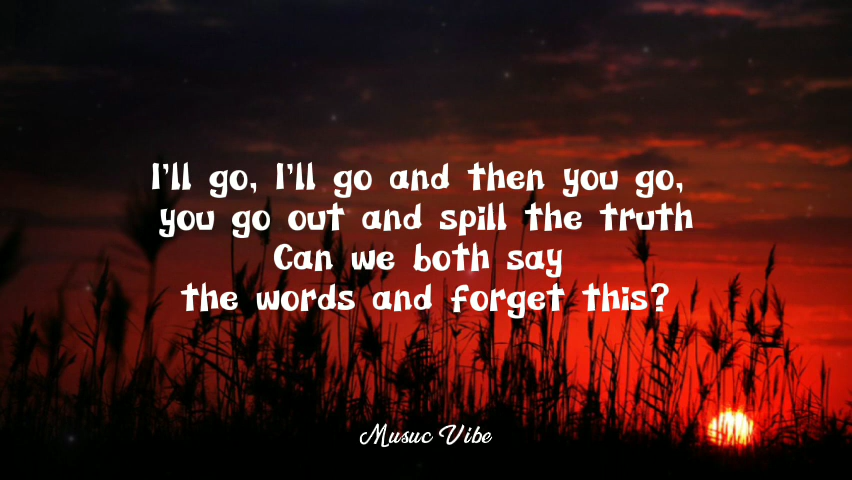 I'll go, I'll go and then you go,
you go out and spill the truth
Can we both say
the words and forget this?
Musuc Vibe